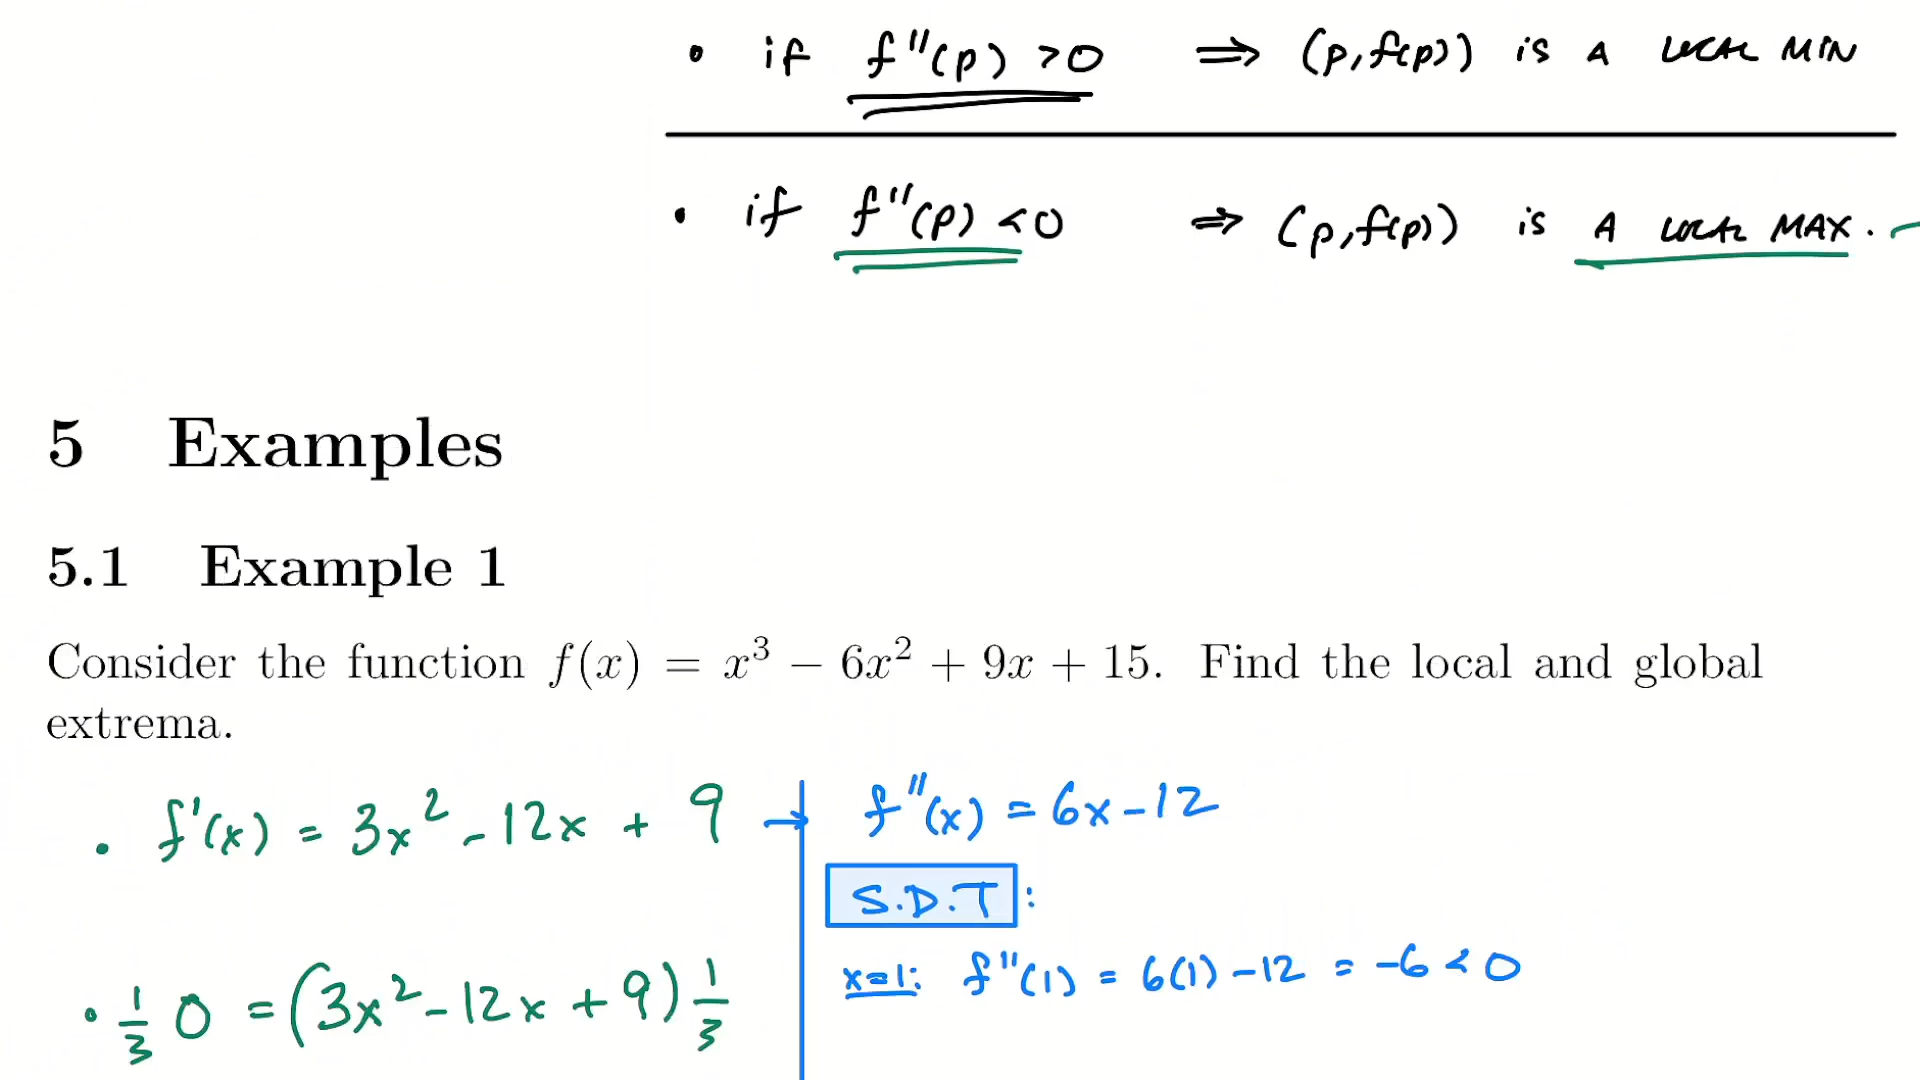 • if f''(p) >0 ⇒ (p,f(p)) is A LOCAL MIN
• if f''(p) <0 ⇒ (p,f(p)) is A LOCAL MAX.
5 Examples
5.1 Example 1
Consider the function f(x) = x³ − 6x² + 9x + 15. Find the local and global
extrema.
• f'(x) = 3x² - 12x + 9 → f''(x) = 6x-12
S.D.T :
x=1: f''(1) = 6(1) -12 = -6 < 0
• 1/3 0 = (3x² - 12x + 9) 1/3